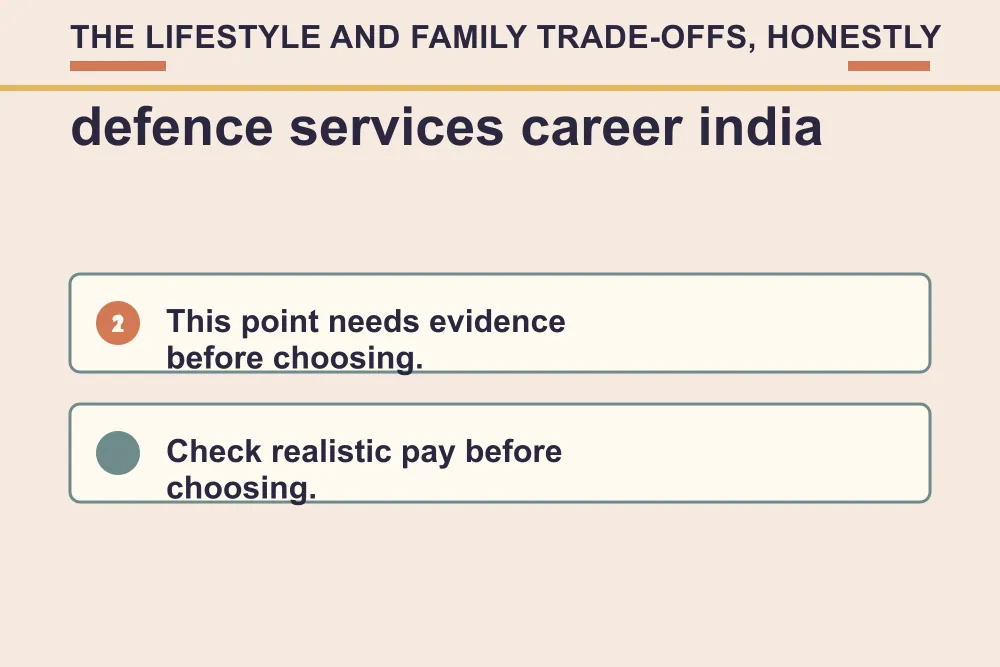 THE LIFESTYLE AND FAMILY TRADE-OFFS, HONESTLY
defence services career india
2
This point needs evidence
before choosing.
Check realistic pay before
choosing.